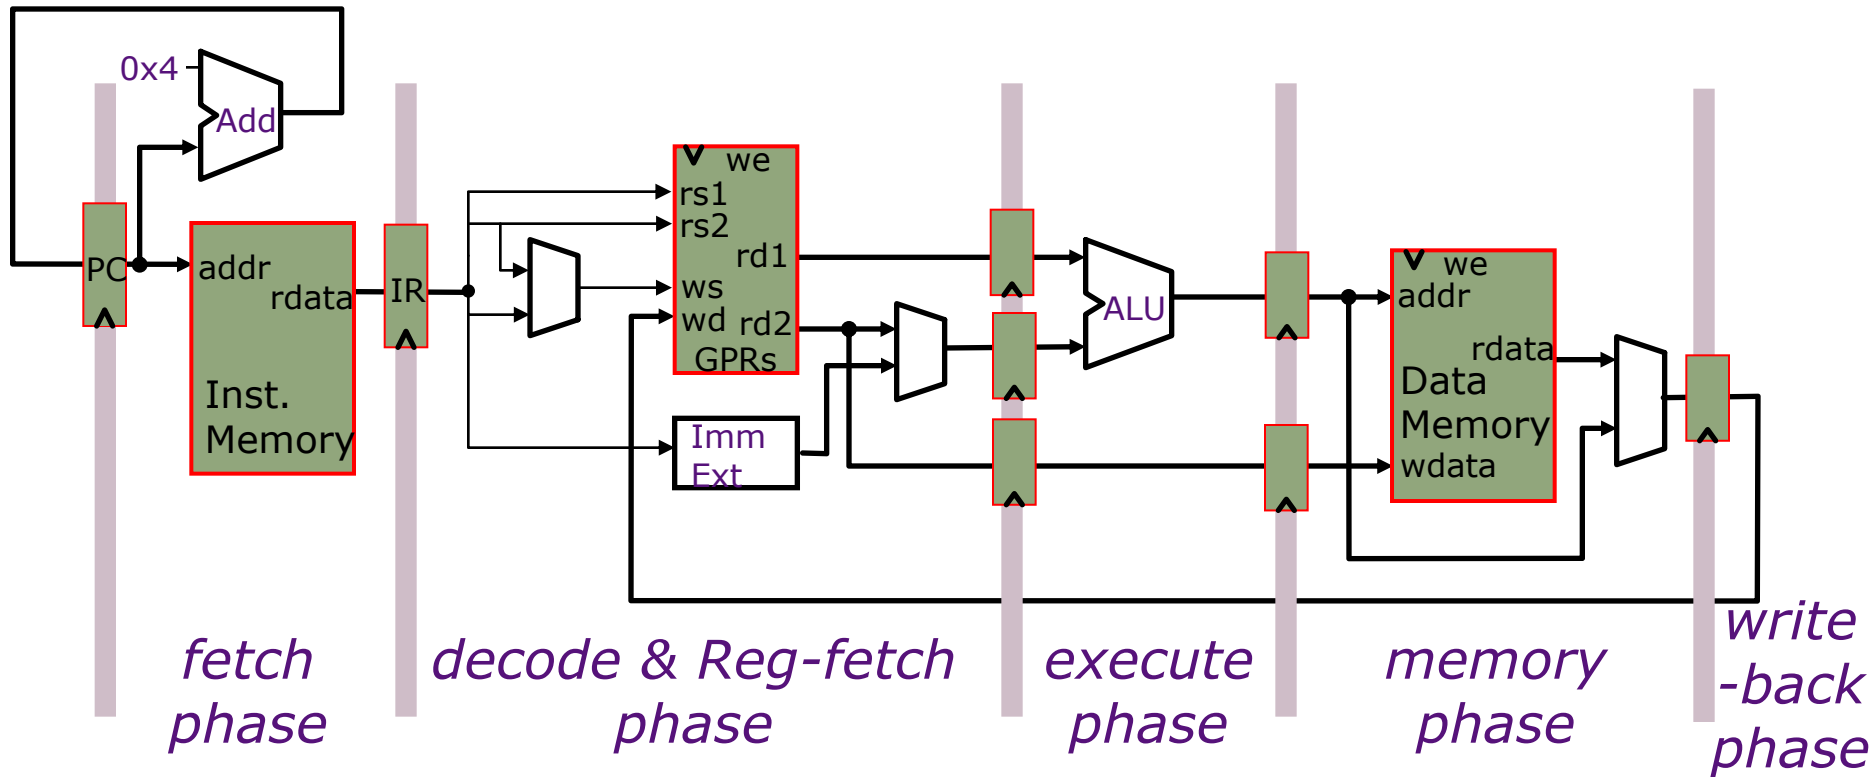 0x4
Add
PC
addr
rdata
Inst.
Memory
IR
we
rs1
rs2
rd1
ws
wd
rd2
GPRs
Imm
Ext
ALU
we
addr
rdata
Data
Memory
wdata
fetch
phase
decode & Reg-fetch
phase
execute
phase
memory
phase
write
-back
phase